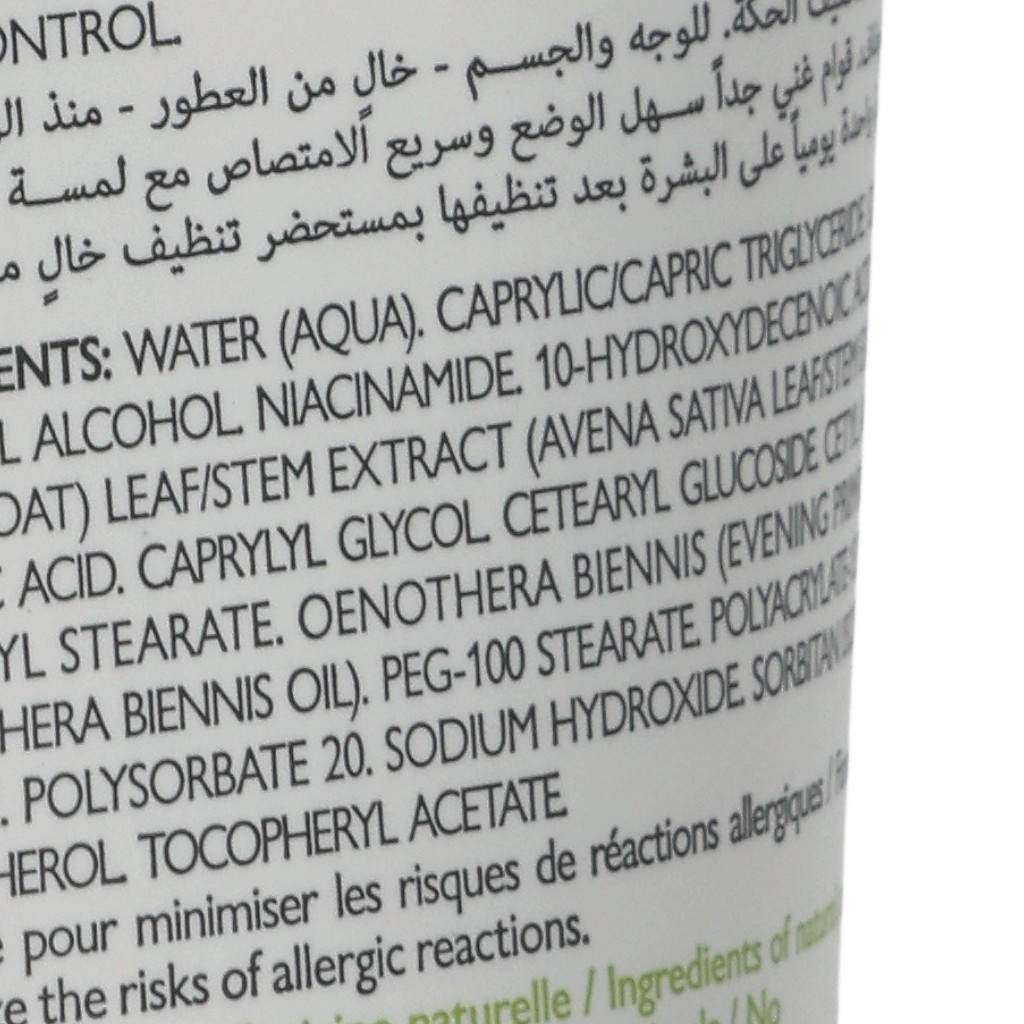 CONTROL.
الحكة. للوجه والجسم - خالٍ من العطور - منذ
قوام غني جداً سهل الوضع وسريع الامتصاص مع لمسة
يومياً على البشرة بعد تنظيفها بمستحضر تنظيف خالٍ
ENTS: WATER (AQUA). CAPRYLIC/CAPRIC TRIGLYCERIDE
L ALCOHOL. NIACINAMIDE. 10-HYDROXYDECENOIC
OAT) LEAF/STEM EXTRACT (AVENA SATIVA LEAF/STEM
C ACID. CAPRYLYL GLYCOL. CETEARYL GLUCOSIDE. CETYL
YL STEARATE. OENOTHERA BIENNIS (EVENING
HERA BIENNIS OIL). PEG-100 STEARATE. POLYACRYLATE
. POLYSORBATE 20. SODIUM HYDROXIDE. SORBITAN
HEROL. TOCOPHERYL ACETATE.
pour minimiser les risques de réactions allergiques /
e the risks of allergic reactions.
naturelle / Ingredients of
/ No